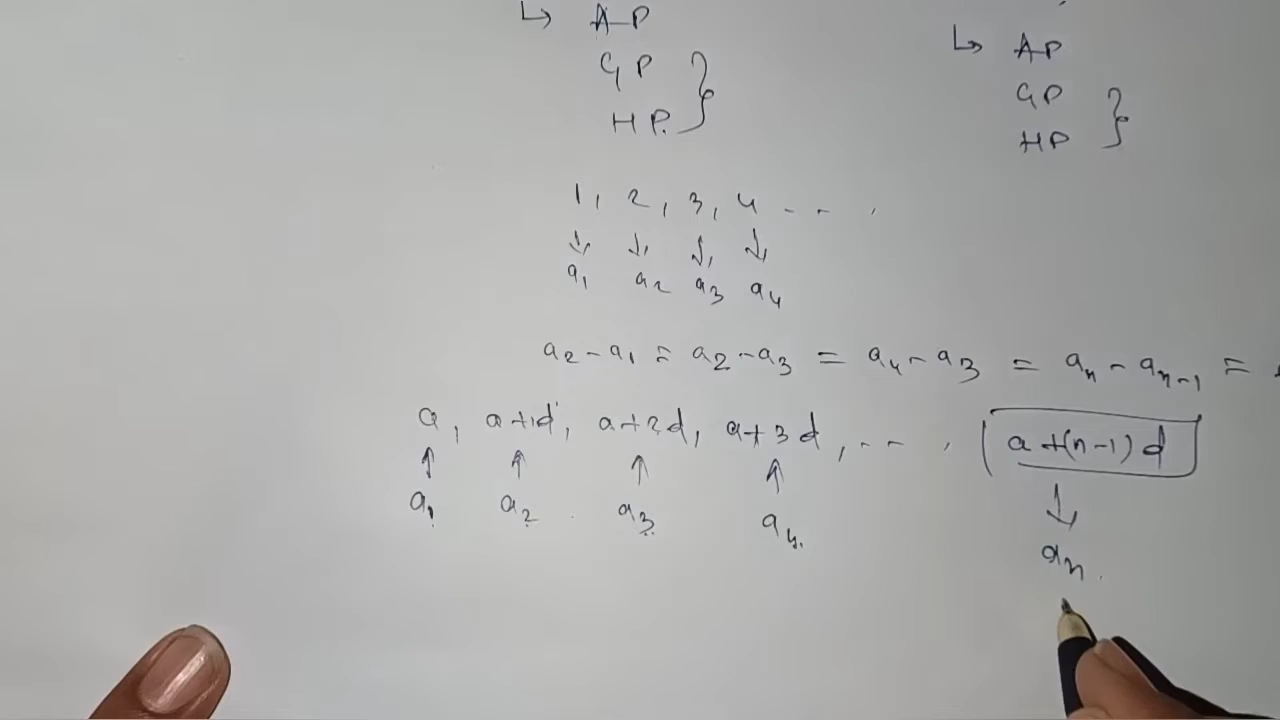 ↳ AP
GP }
HP.
↳ AP
GP }
HP
1, 2, 3, 4 - - ,
↓ ↓ ↓ ↓
a₁ a₂ a₃ a₄
a₂ - a₁ = a₂ - a₃ = a₄ - a₃ = aₙ - aₙ₋₁ =
a, a+1d, a+2d, a+3d, -- , a+(n-1)d
↑ ↑ ↑ ↑ ↓
a₁ a₂ . a₃ a₄. aₙ.